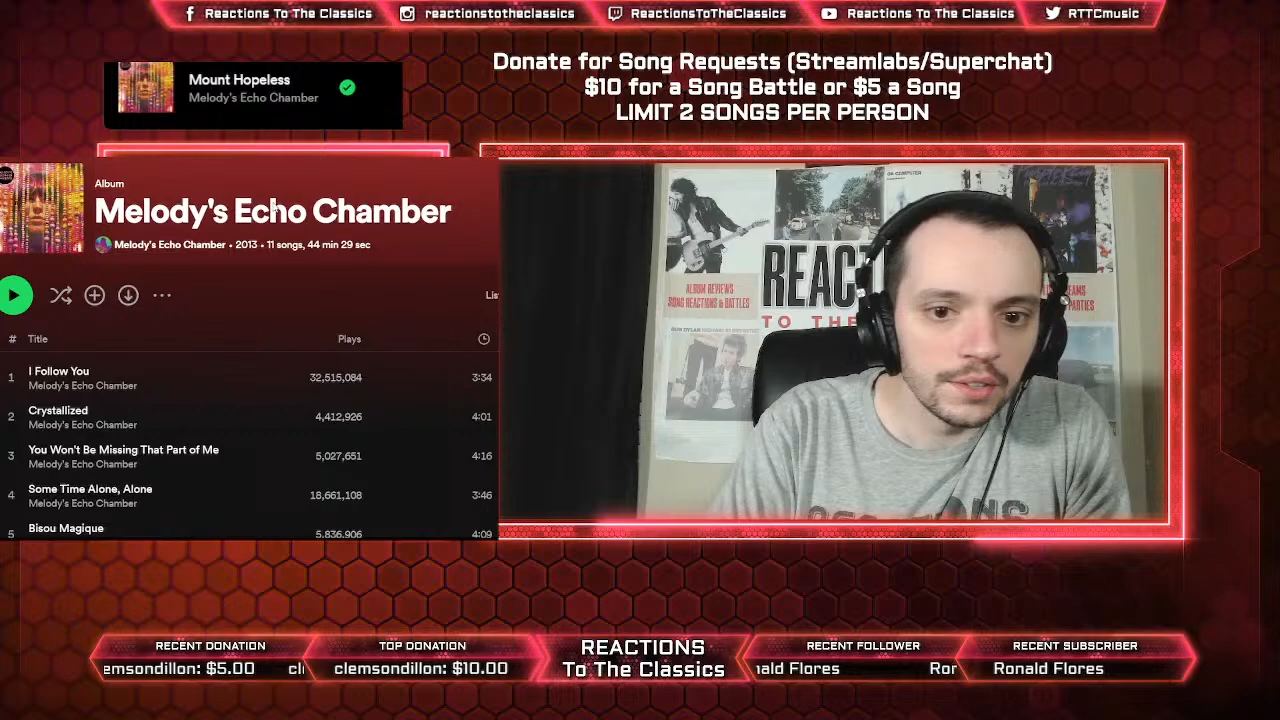 Reactions To The Classics
reactionstotheclassics
ReactionsToTheClassics
Reactions To The Classics
RTTCmusic
Mount Hopeless
Melody's Echo Chamber
Donate for Song Requests (Streamlabs/Superchat)
$10 for a Song Battle or $5 a Song
LIMIT 2 SONGS PER PERSON
Album
Melody's Echo Chamber
Melody's Echo Chamber • 2013 • 11 songs, 44 min 29 sec
Lis
# Title Plays
1 I Follow You 32,515,084 3:34
Melody's Echo Chamber
2 Crystallized 4,412,926 4:01
Melody's Echo Chamber
3 You Won't Be Missing That Part of Me 5,027,651 4:16
Melody's Echo Chamber
4 Some Time Alone, Alone 18,661,108 3:46
Melody's Echo Chamber
5 Bisou Magique 5,836,906 4:09
REACT
TO THE
ALBUM REVIEWS
SONG REACTIONS & BATTLES
RECENT DONATION
emsondillon: $5.00 cl
TOP DONATION
clemsondillon: $10.00
REACTIONS
To The Classics
RECENT FOLLOWER
nald Flores Ror
RECENT SUBSCRIBER
Ronald Flores